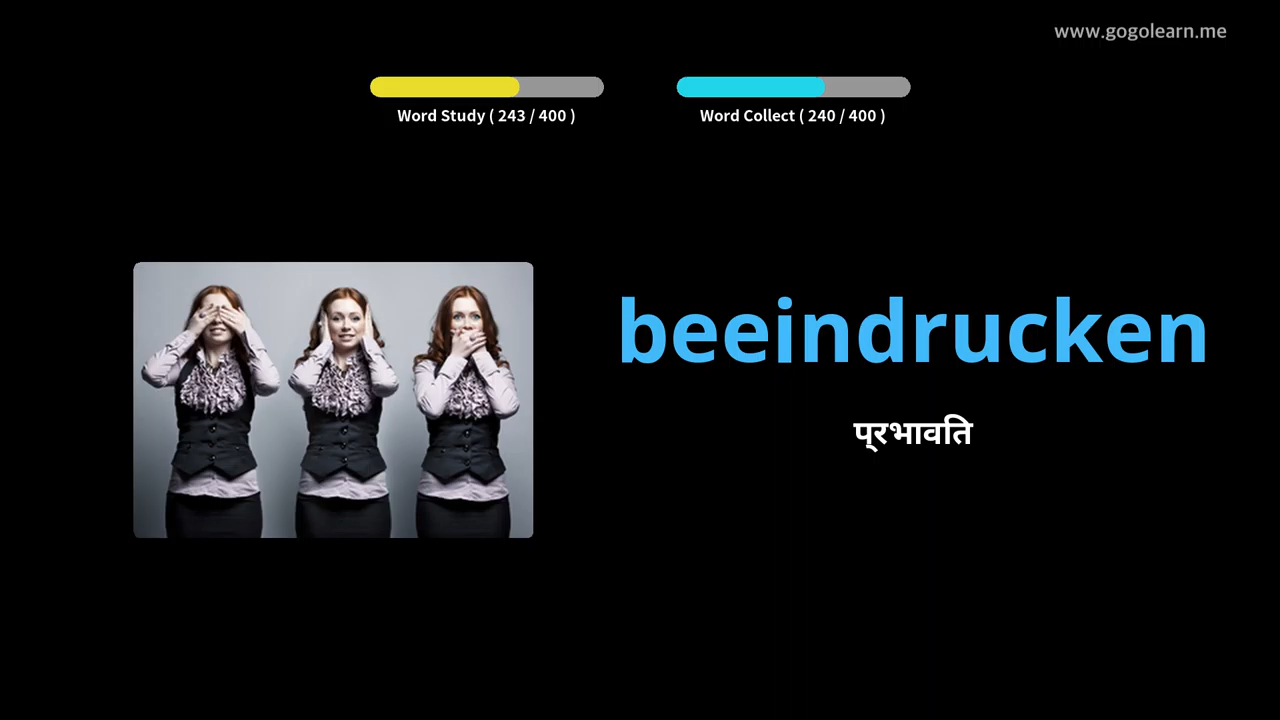 www.gogolearn.me
Word Study ( 243 / 400 )
Word Collect ( 240 / 400 )
beeindrucken
प्रभावति